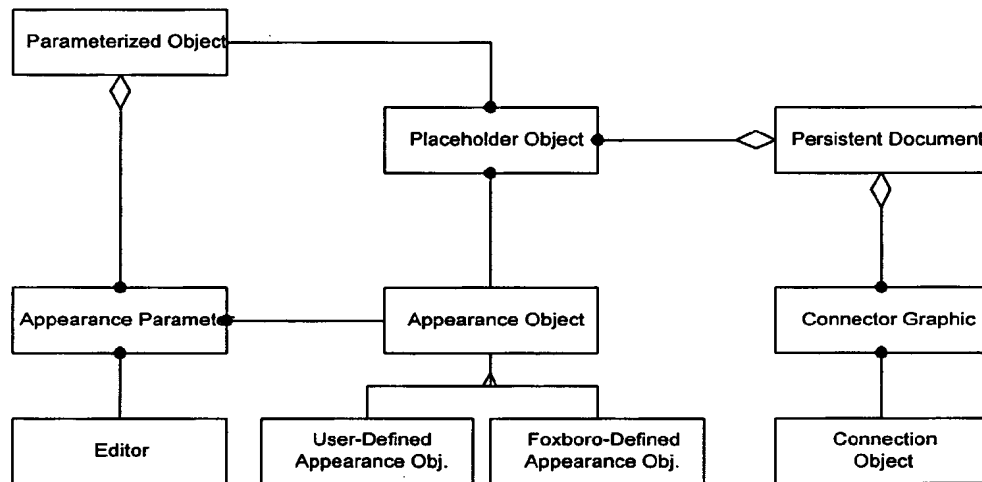 Parameterized Object
Placeholder Object
Persistent Document
Appearance Paramete
Appearance Object
Connector Graphic
Editor
User-Defined
Appearance Obj.
Foxboro-Defined
Appearance Obj.
Connection
Object